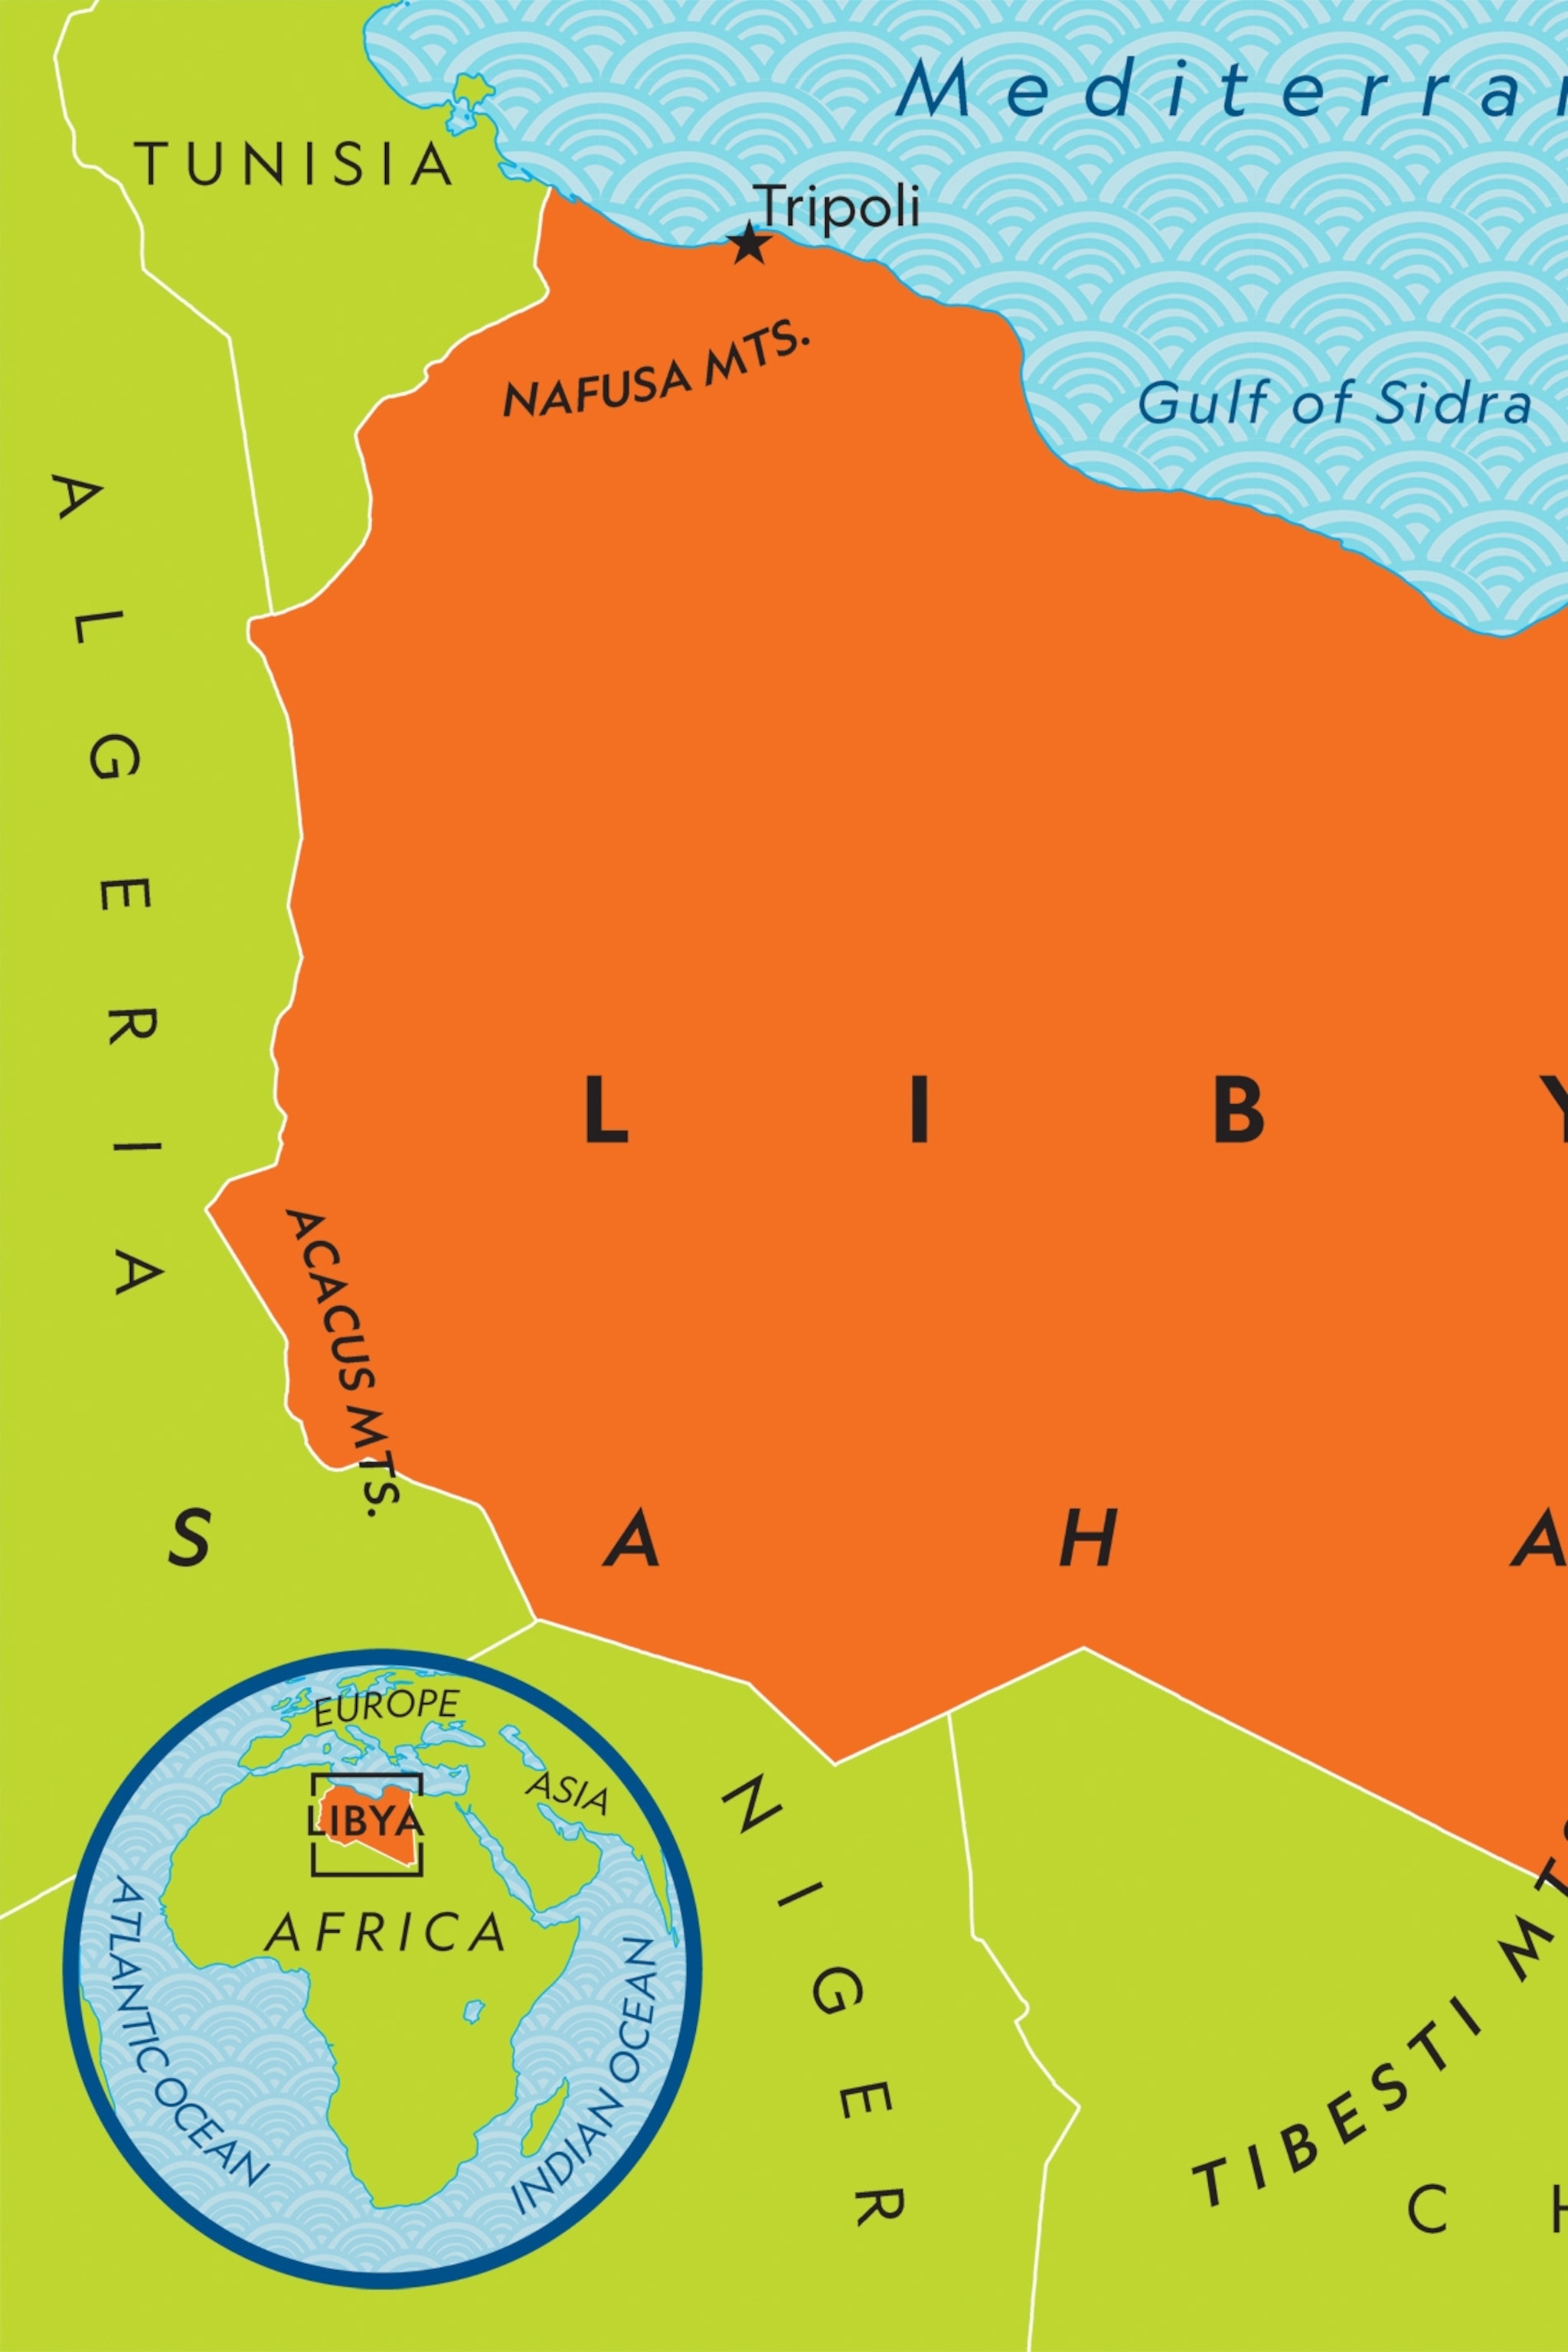 Mediterra
TUNISIA
Tripoli
NAFUSA MTS.
Gulf of Sidra
ALGERIA
LIBY
ACACUS MTS.
SAHA
EUROPE
ASIA
LIBYA
AFRICA
ATLANTIC OCEAN
INDIAN OCEAN
NIGER
TIBESTI MT
C